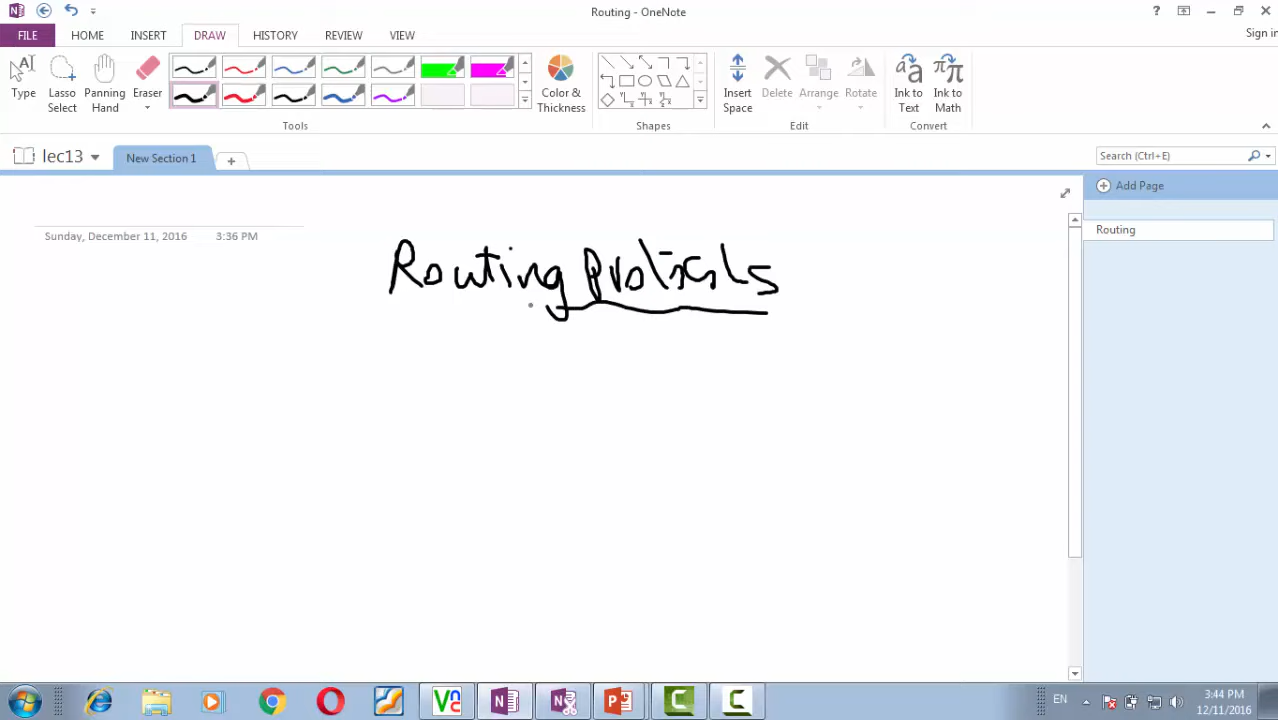 Routing - OneNote
Sign in
FILE HOME INSERT DRAW HISTORY REVIEW VIEW
Type
Lasso Select
Panning Hand
Eraser
Color & Thickness
Insert Space
Delete
Arrange
Rotate
Ink to Text
Ink to Math
Tools
Shapes
Edit
Convert
lec13
New Section 1
Search (Ctrl+E)
Add Page
Routing
Sunday, December 11, 2016 3:36 PM
Routing protocols
EN
3:44 PM
12/11/2016